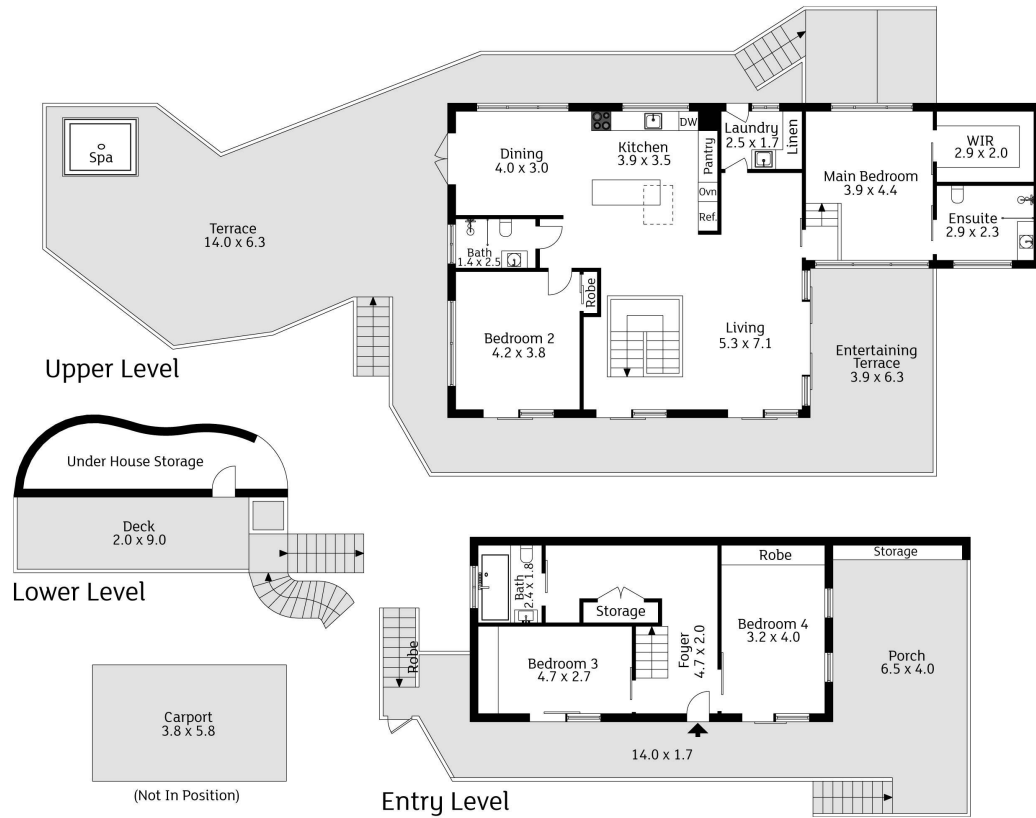 Spa
Terrace
14.0 x 6.3
Upper Level
Dining
4.0 x 3.0
Kitchen
3.9 x 3.5
DW
Pantry
Ovn
Ref.
Laundry
2.5 x 1.7
Linen
Main Bedroom
3.9 x 4.4
WIR
2.9 x 2.0
Ensuite
2.9 x 2.3
Bath
1.4 x 2.5
Robe
Bedroom 2
4.2 x 3.8
Living
5.3 x 7.1
Entertaining
Terrace
3.9 x 6.3
Under House Storage
Deck
2.0 x 9.0
Lower Level
Carport
3.8 x 5.8
(Not In Position)
Bath
2.4 x 1.8
Storage
Robe
Storage
Robe
Bedroom 3
4.7 x 2.7
Foyer
4.7 x 2.0
Bedroom 4
3.2 x 4.0
Porch
6.5 x 4.0
14.0 x 1.7
Entry Level